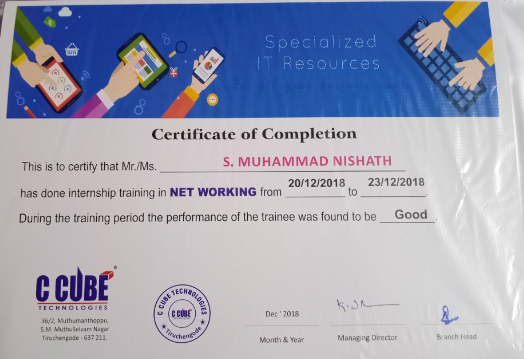 Specialized
IT Resources
Certificate of Completion
This is to certify that Mr./Ms. S. MUHAMMAD NISHATH
has done internship training in NET WORKING from 20/12/2018 to 23/12/2018
During the training period the performance of the trainee was found to be Good.
C CUBE
TECHNOLOGIES
36/2, Muthumantheppu,
S.M. MuthuSelvam Nagar
Tiruchengode - 637 211.
C CUBE TECHNOLOGIES
C CUBE
Tiruchengode
Dec ' 2018
Month & Year
Managing Director
Branch Head